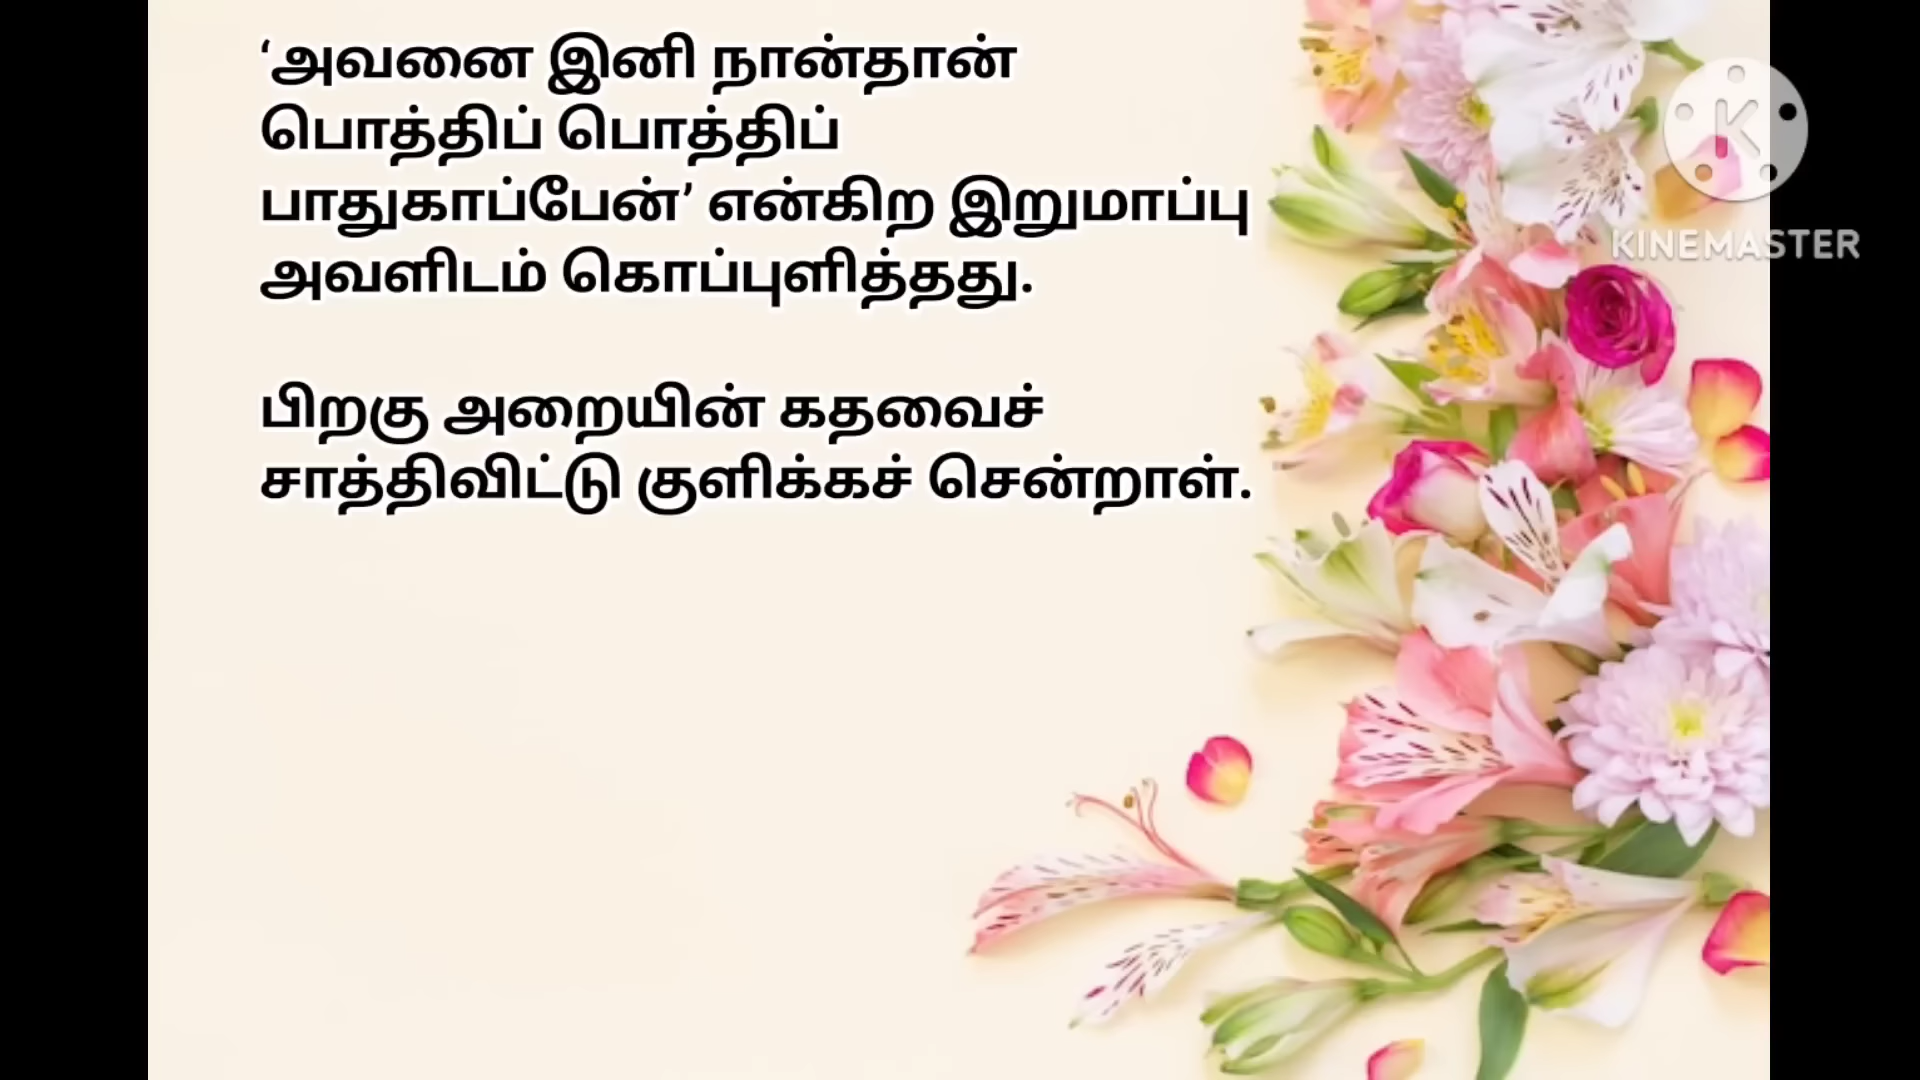 ‘அவனை இனி நான்தான்
பொத்திப் பொத்திப்
பாதுகாப்பேன்’ என்கிற இறுமாப்பு
அவளிடம் கொப்புளித்தது.
பிறகு அறையின் கதவைச்
சாத்திவிட்டு குளிக்கச் சென்றாள்.
K
KINEMASTER